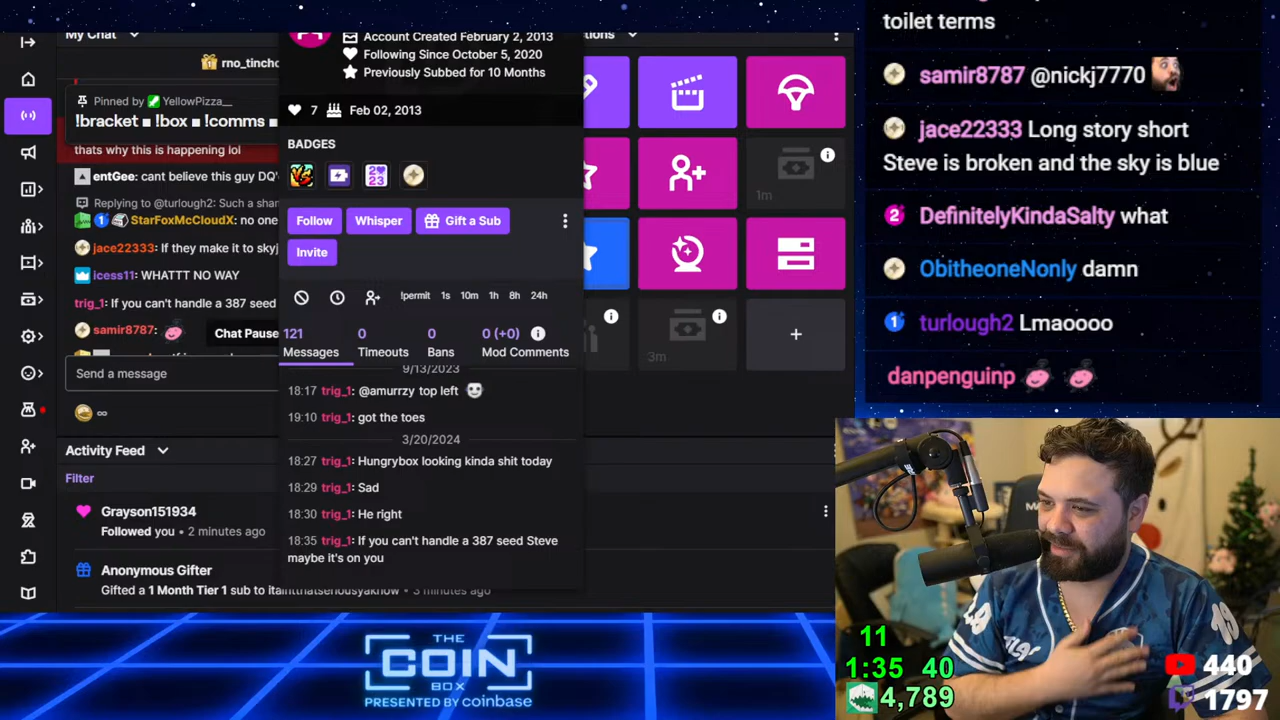 My Chat
rno_tincho
Pinned by YellowPizza__
!bracket ■ !box ■ !comms ■
thats why this is happening lol
entGee: cant believe this guy DQ'
Replying to @turlough2: Such a shan
StarFoxMcCloudX: no one
jace22333: If they make it to skyj
icess11: WHATTT NO WAY
trig_1: If you can't handle a 387 seed
samir8787:
Chat Pause
Send a message
∞
Activity Feed
Filter
Grayson151934
Followed you • 2 minutes ago
Anonymous Gifter
Gifted a 1 Month Tier 1 sub to itaintthatseriousyaknow • 3 minutes ago
Account Created February 2, 2013
Following Since October 5, 2020
Previously Subbed for 10 Months
7 Feb 02, 2013
BADGES
Follow Whisper Gift a Sub
Invite
!permit 1s 10m 1h 8h 24h
121 0 0 0 (+0)
Messages Timeouts Bans Mod Comments
9/13/2023
18:17 trig_1: @amurrzy top left
19:10 trig_1: got the toes
3/20/2024
18:27 trig_1: Hungrybox looking kinda shit today
18:29 trig_1: Sad
18:30 trig_1: He right
18:35 trig_1: If you can't handle a 387 seed Steve
maybe it's on you
tions
1m
3m
toilet terms
samir8787 @nickj7770
jace22333 Long story short
Steve is broken and the sky is blue
DefinitelyKindaSalty what
ObitheoneNonly damn
turlough2 Lmaoooo
danpenguinp
THE
COIN
BOX
PRESENTED BY coinbase
11
1:35 40
4,789
440
1797